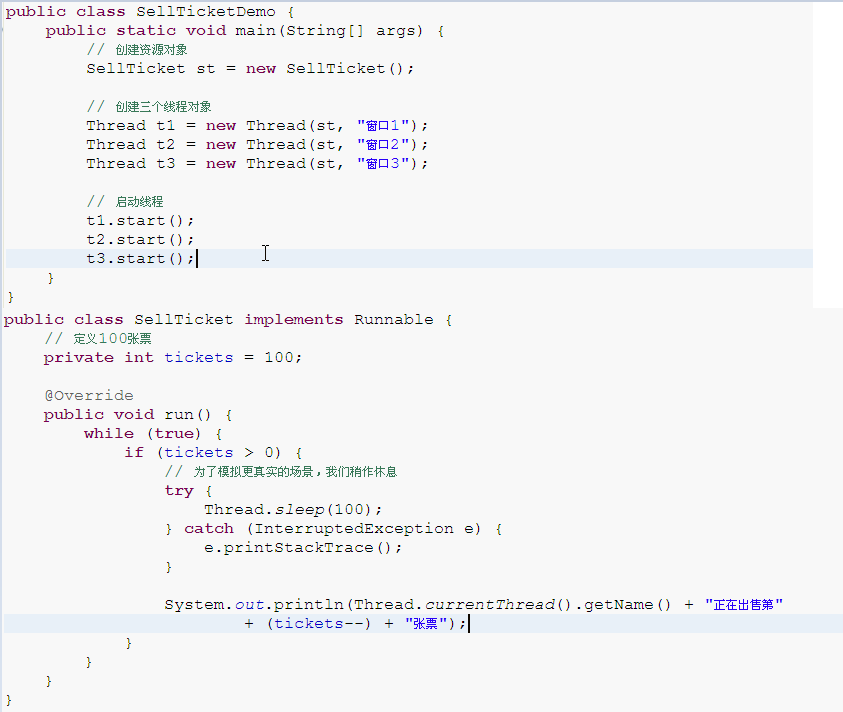 public class SellTicketDemo {
    public static void main(String[] args) {
        // 创建资源对象
        SellTicket st = new SellTicket();

        // 创建三个线程对象
        Thread t1 = new Thread(st, "窗口1");
        Thread t2 = new Thread(st, "窗口2");
        Thread t3 = new Thread(st, "窗口3");

        // 启动线程
        t1.start();
        t2.start();
        t3.start();
    }
}
public class SellTicket implements Runnable {
    // 定义100张票
    private int tickets = 100;

    @Override
    public void run() {
        while (true) {
            if (tickets > 0) {
                // 为了模拟更真实的场景，我们稍作休息
                try {
                    Thread.sleep(100);
                } catch (InterruptedException e) {
                    e.printStackTrace();
                }

                System.out.println(Thread.currentThread().getName() + "正在出售第"
                        + (tickets--) + "张票");
            }
        }
    }
}